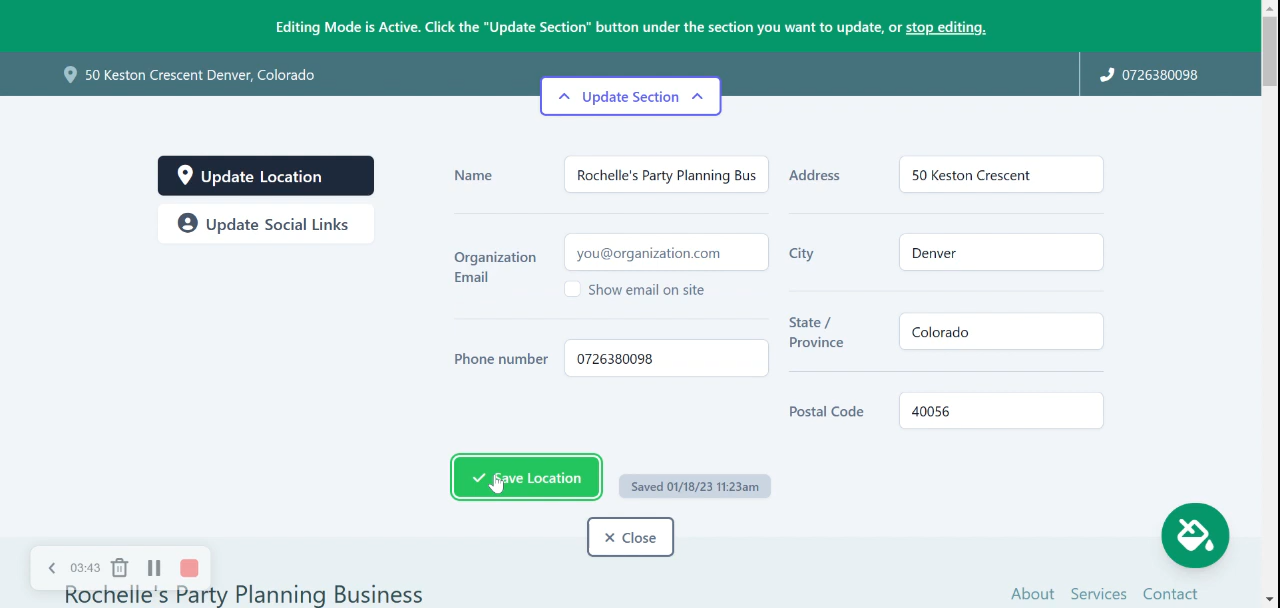 Editing Mode is Active. Click the "Update Section" button under the section you want to update, or stop editing.
50 Keston Crescent Denver, Colorado
0726380098
Update Section
Update Location
Update Social Links
Name
Rochelle's Party Planning Bus
Address
50 Keston Crescent
Organization
Email
you@organization.com
Show email on site
City
Denver
State /
Province
Colorado
Phone number
0726380098
Postal Code
40056
Save Location
Saved 01/18/23 11:23am
Close
03:43
Rochelle's Party Planning Business
About
Services
Contact